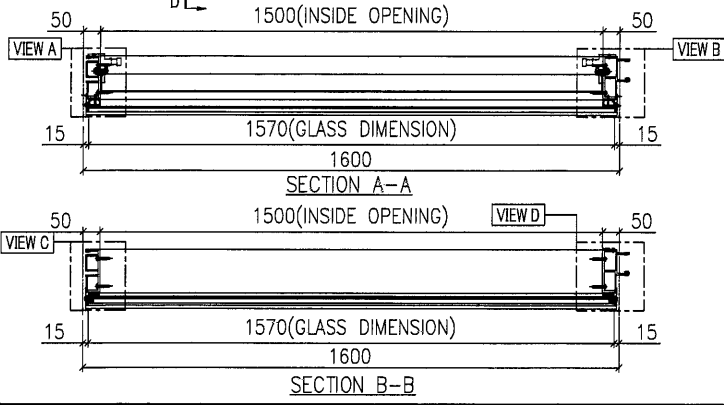 D
50 1500(INSIDE OPENING) 50
VIEW A VIEW B
15 1570(GLASS DIMENSION) 15
1600
SECTION A-A
50 1500(INSIDE OPENING) VIEW D 50
VIEW C
15 1570(GLASS DIMENSION) 15
1600
SECTION B-B